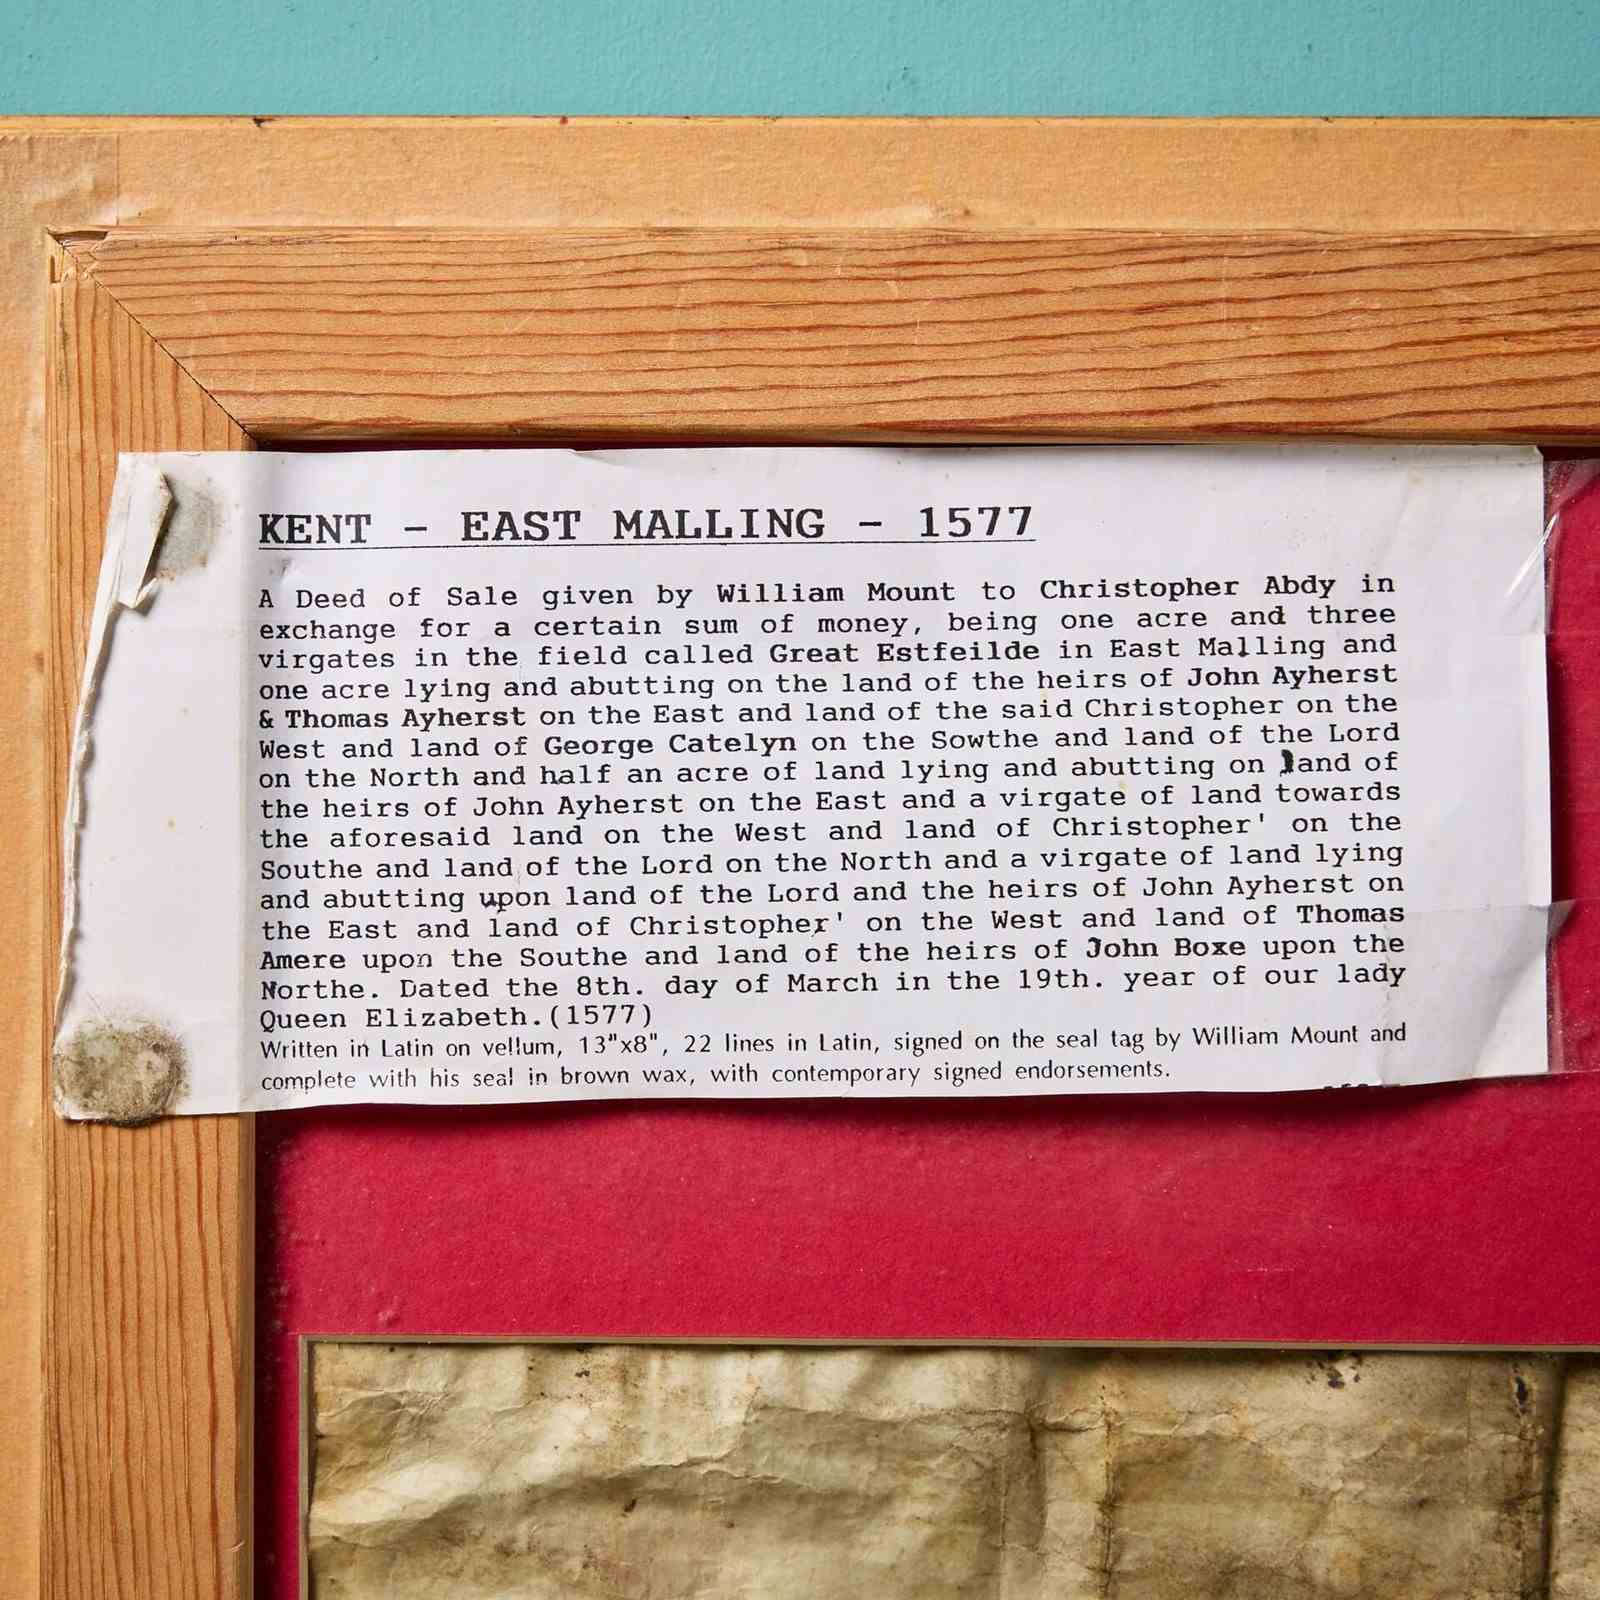 KENT - EAST MALLING - 1577
A Deed of Sale given by William Mount to Christopher Abdy in
exchange for a certain sum of money, being one acre and three
virgates in the field called Great Estfeilde in East Malling and
one acre lying and abutting on the land of the heirs of John Ayherst
& Thomas Ayherst on the East and land of the said Christopher on the
West and land of George Catelyn on the Sowthe and land of the Lord
on the North and half an acre of land lying and abutting on land of
the heirs of John Ayherst on the East and a virgate of land towards
the aforesaid land on the West and land of Christopher' on the
Southe and land of the Lord on the North and a virgate of land lying
and abutting upon land of the Lord and the heirs of John Ayherst on
the East and land of Christopher' on the West and land of Thomas
Amere upon the Southe and land of the heirs of John Boxe upon the
Northe. Dated the 8th. day of March in the 19th. year of our lady
Queen Elizabeth.(1577)
Written in Latin on vellum, 13"x8", 22 lines in Latin, signed on the seal tag by William Mount and
complete with his seal in brown wax, with contemporary signed endorsements.